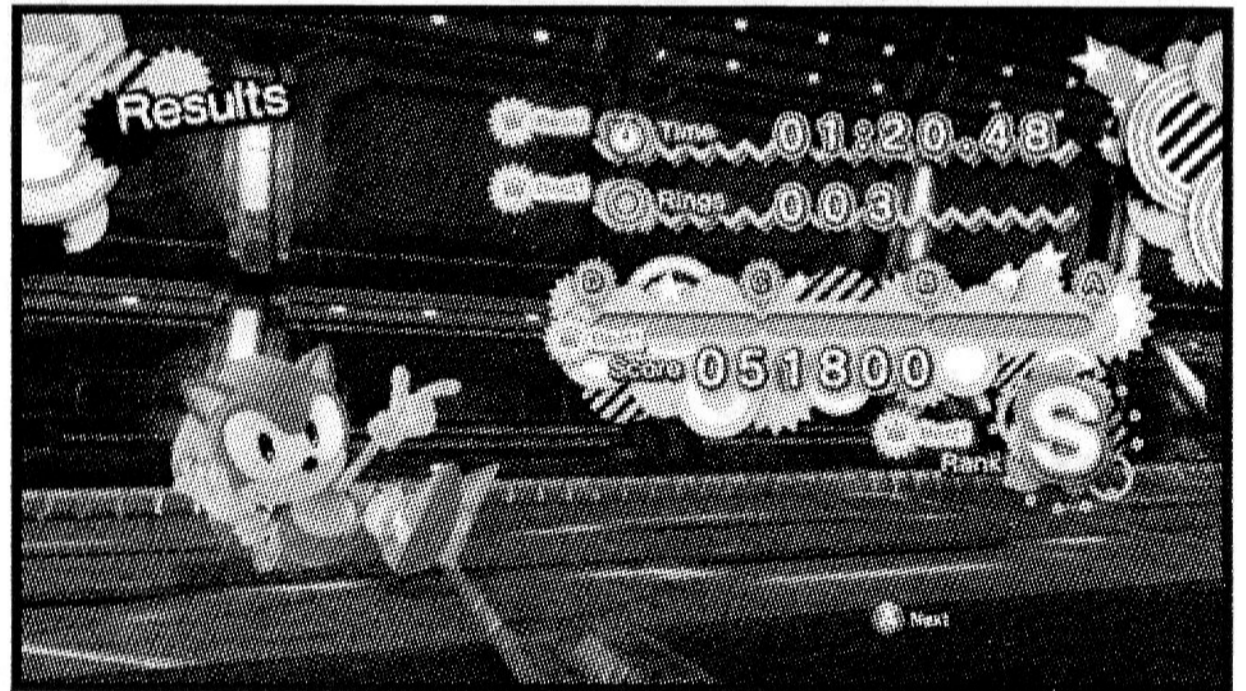 Results
Time 01:20.48
Rings 003
D C B A
Score 051800
Rank S
A Next